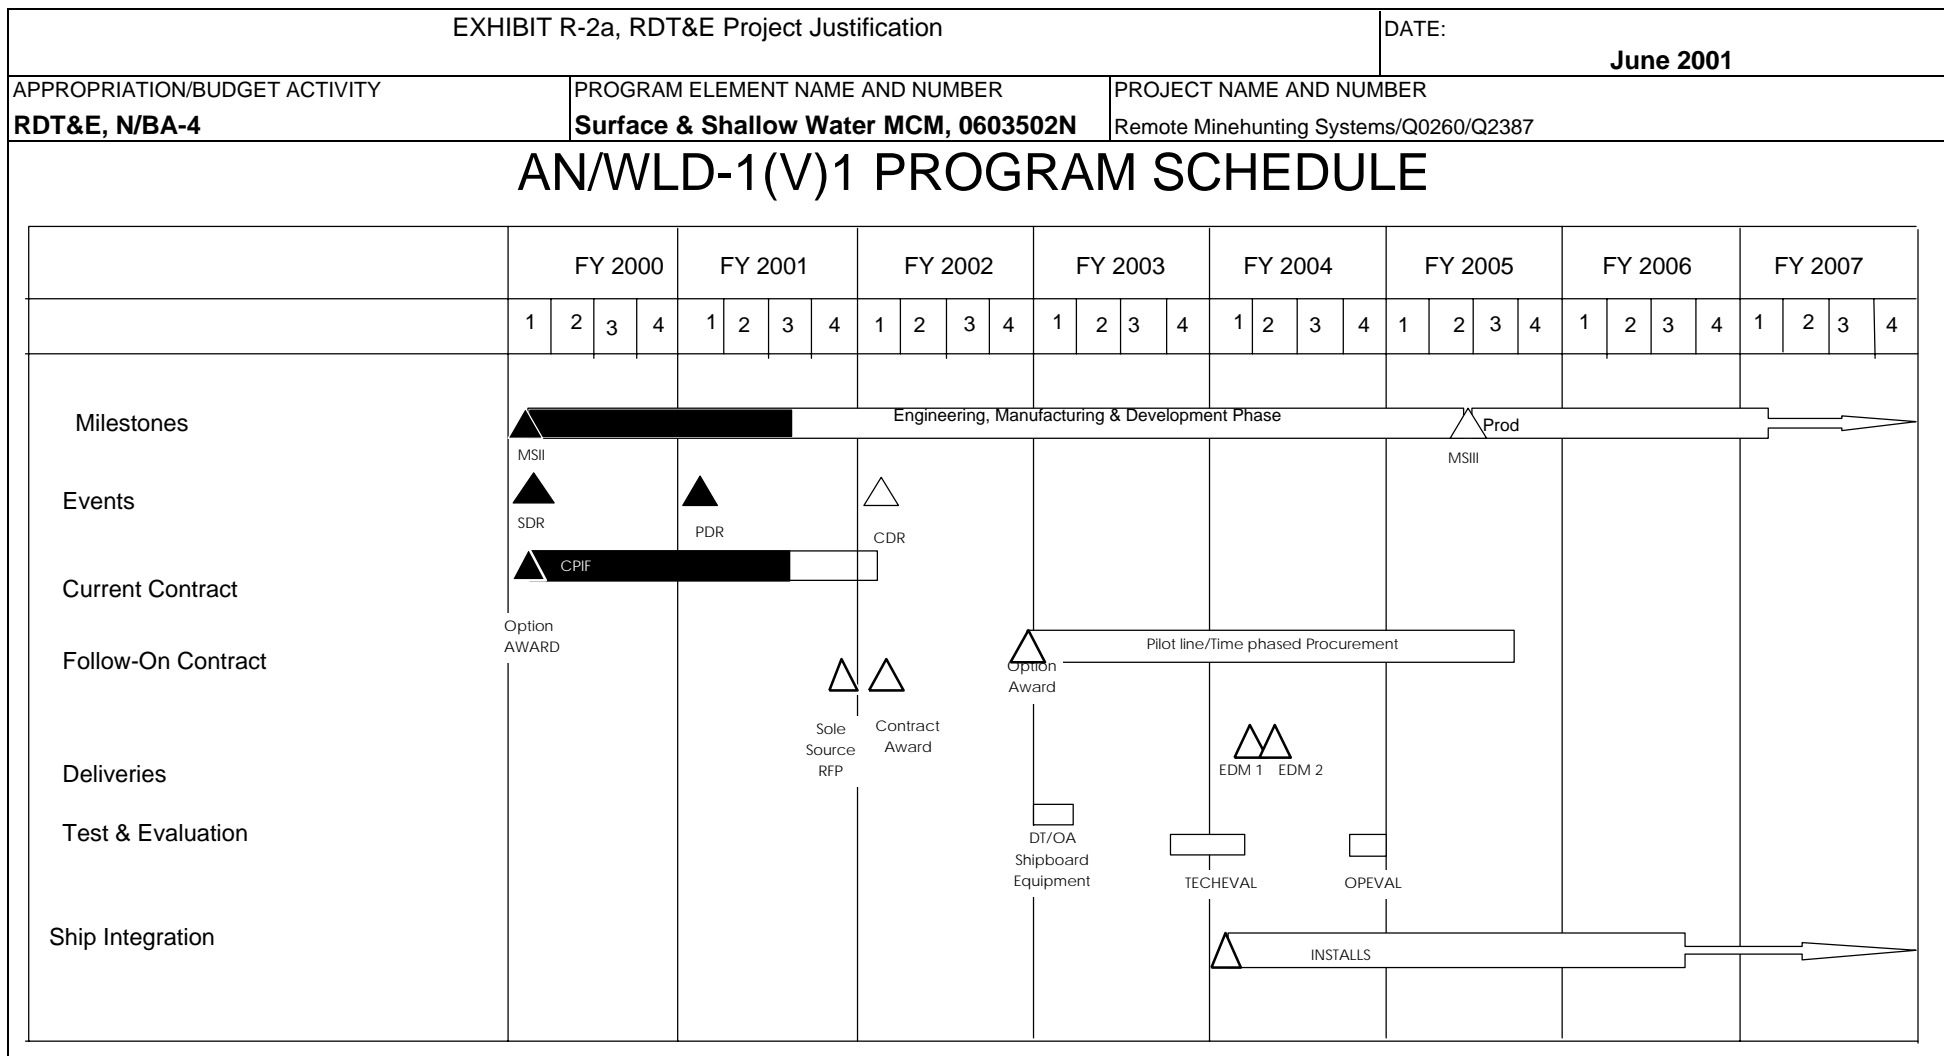 EXHIBIT R-2a, RDT&E Project Justification
DATE:
June 2001
APPROPRIATION/BUDGET ACTIVITY
PROGRAM ELEMENT NAME AND NUMBER
PROJECT NAME AND NUMBER
RDT&E, N/BA-4
Surface & Shallow Water MCM, 0603502N
Remote Minehunting Systems/Q0260/Q2387
AN/WLD-1(V)1 PROGRAM SCHEDULE
FY 2000 FY 2001 FY 2002 FY 2003 FY 2004 FY 2005 FY 2006 FY 2007
1 2 3 4 1 2 3 4 1 2 3 4 1 2 3 4 1 2 3 4 1 2 3 4 1 2 3 4 1 2 3 4
Milestones
Engineering, Manufacturing & Development Phase
Prod
MSII
MSIII
Events
SDR
PDR
CDR
Current Contract
CPIF
Option
AWARD
Follow-On Contract
Pilot line/Time phased Procurement
Option
Award
Sole
Source
RFP
Contract
Award
Deliveries
EDM 1 EDM 2
Test & Evaluation
DT/OA
Shipboard
Equipment
TECHEVAL
OPEVAL
Ship Integration
INSTALLS